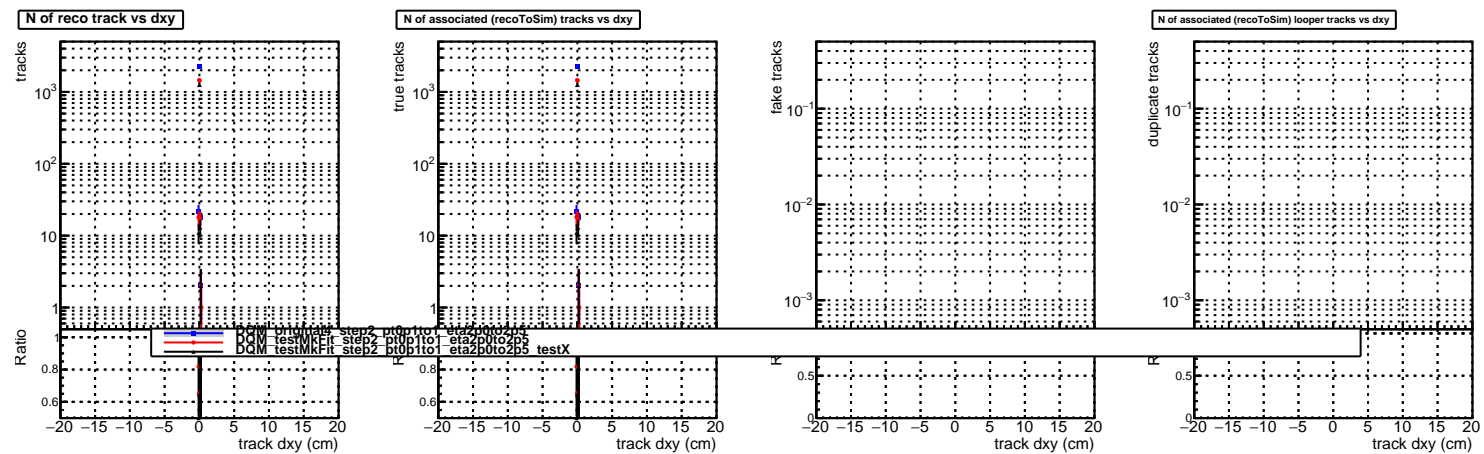 N of reco track vs dxy
N of associated (recoToSim) tracks vs dxy
N of associated (recoToSim) looper tracks vs dxy
tracks
10³
10²
10
1
Ratio
1
0.8
0.6
−20 −15 −10 −5 0 5 10 15 20
track dxy (cm)
true tracks
10³
10²
10
1
1
0.8
0.6
−20 −15 −10 −5 0 5 10 15 20
track dxy (cm)
fake tracks
10⁻¹
10⁻²
10⁻³
0.5
0
−20 −15 −10 −5 0 5 10 15 20
track dxy (cm)
duplicate tracks
10⁻¹
10⁻²
10⁻³
0.5
0
−20 −15 −10 −5 0 5 10 15 20
track dxy (cm)
DQM_original4_step2_pt0p1to1_eta2p0to2p5
DQM_testMkFit_step2_pt0p1to1_eta2p0to2p5
DQM_testMkFit_step2_pt0p1to1_eta2p0to2p5_testX